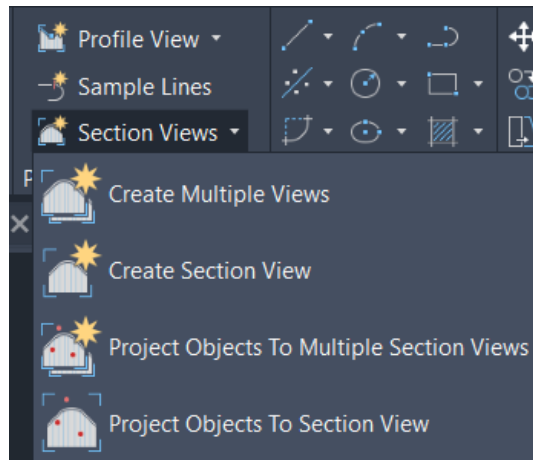 Profile View
Sample Lines
Section Views
P
Create Multiple Views
Create Section View
Project Objects To Multiple Section Views
Project Objects To Section View